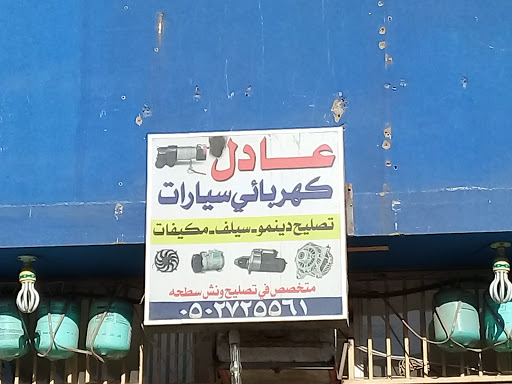 عادل
كهربائي سيارات
تصليح دينمو - سيلف - مكيفات
متخصص في تصليح ونش سطحه
٠٥٠٢٧٢٥٥٦١